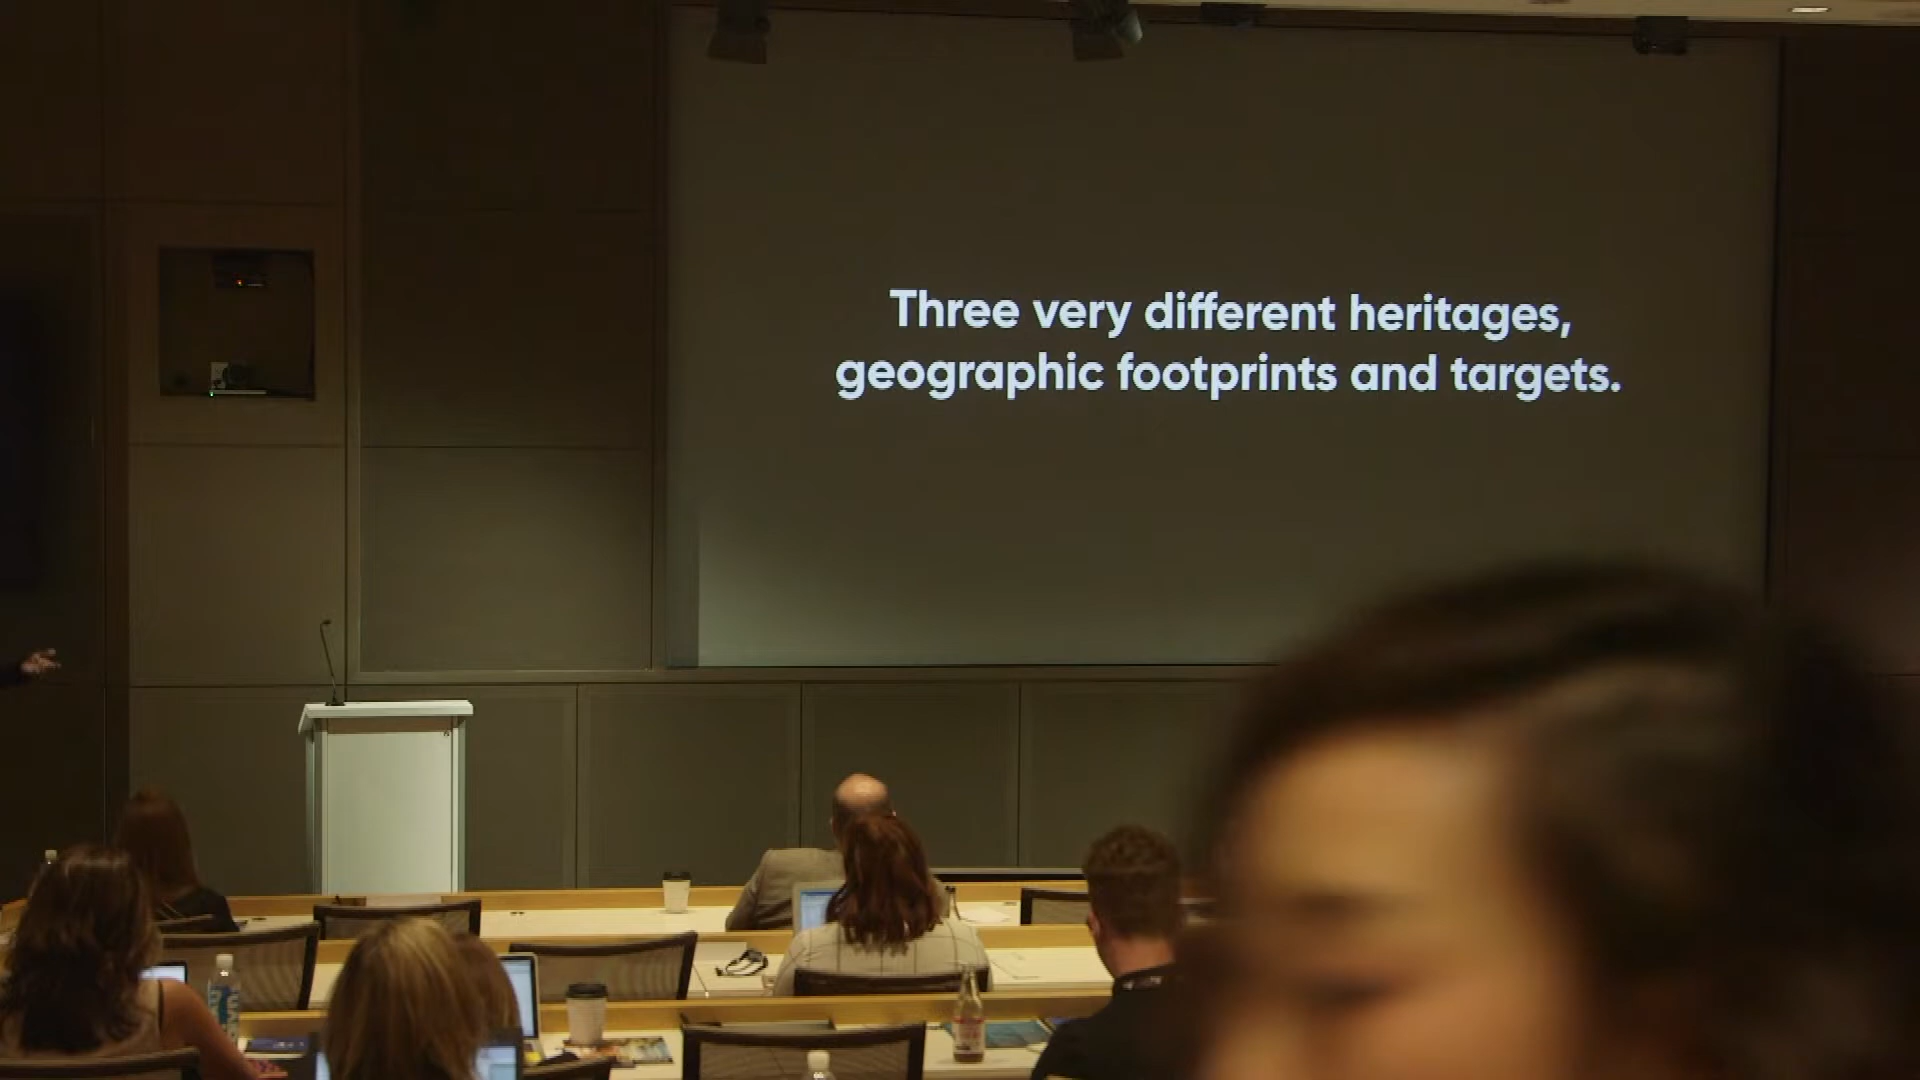 Three very different heritages,
geographic footprints and targets.